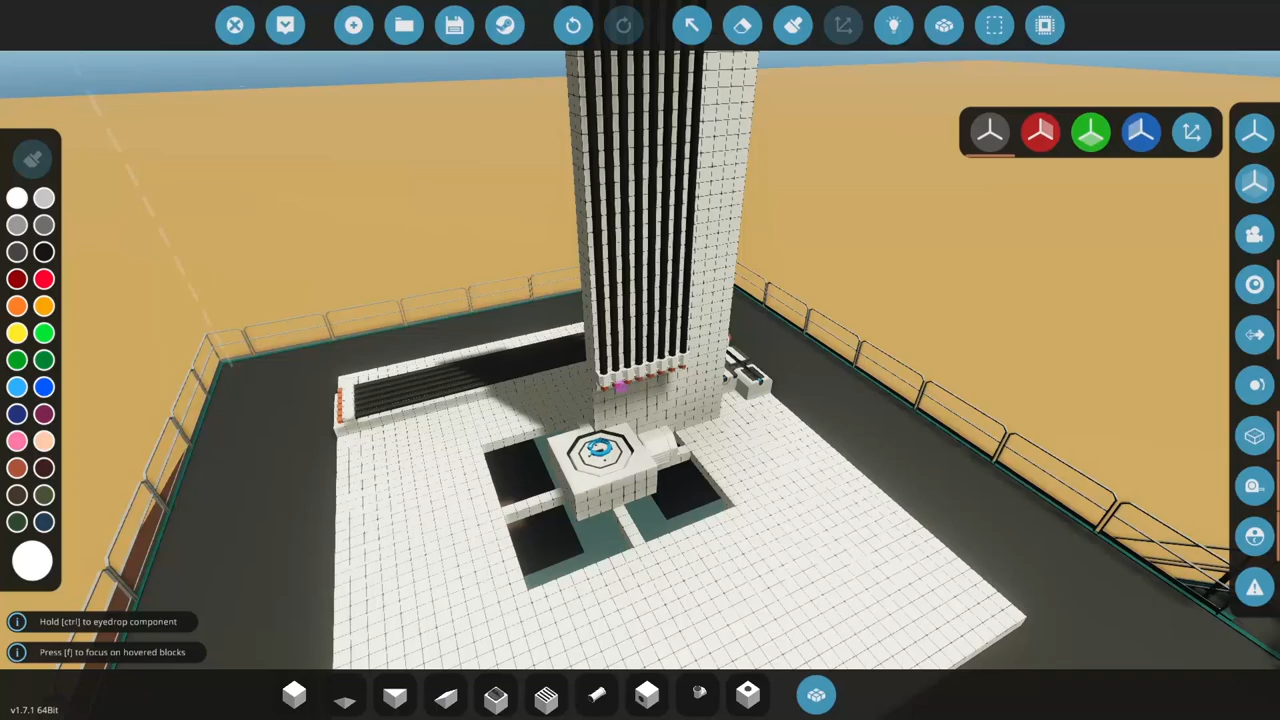 Hold [ctrl] to eyedrop component
Press [f] to focus on hovered blocks
v1.7.1 64Bit